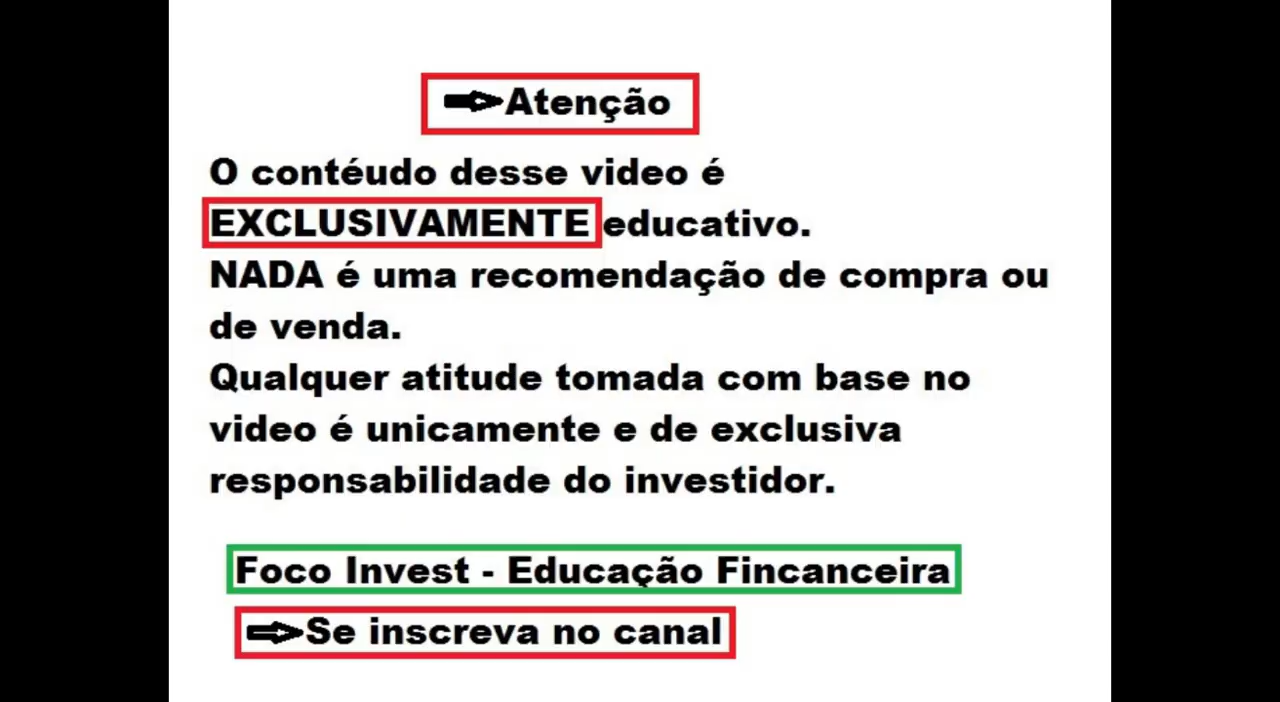 Atenção
O contéudo desse video é
EXCLUSIVAMENTE educativo.
NADA é uma recomendação de compra ou
de venda.
Qualquer atitude tomada com base no
video é unicamente e de exclusiva
responsabilidade do investidor.
Foco Invest - Educação Fincanceira
Se inscreva no canal